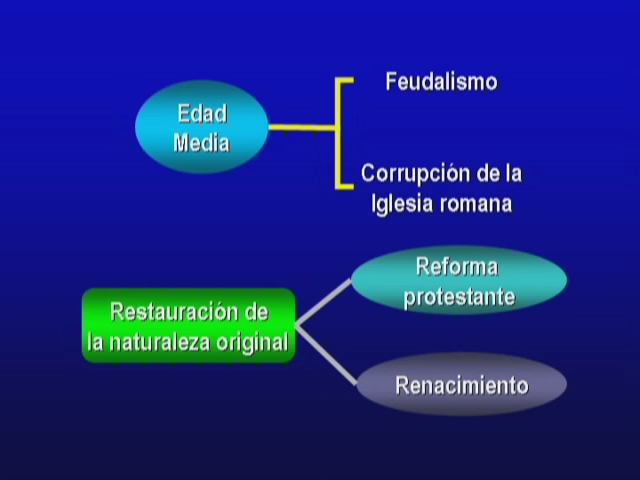 Edad
Media
Feudalismo
Corrupción de la
Iglesia romana
Restauración de
la naturaleza original
Reforma
protestante
Renacimiento